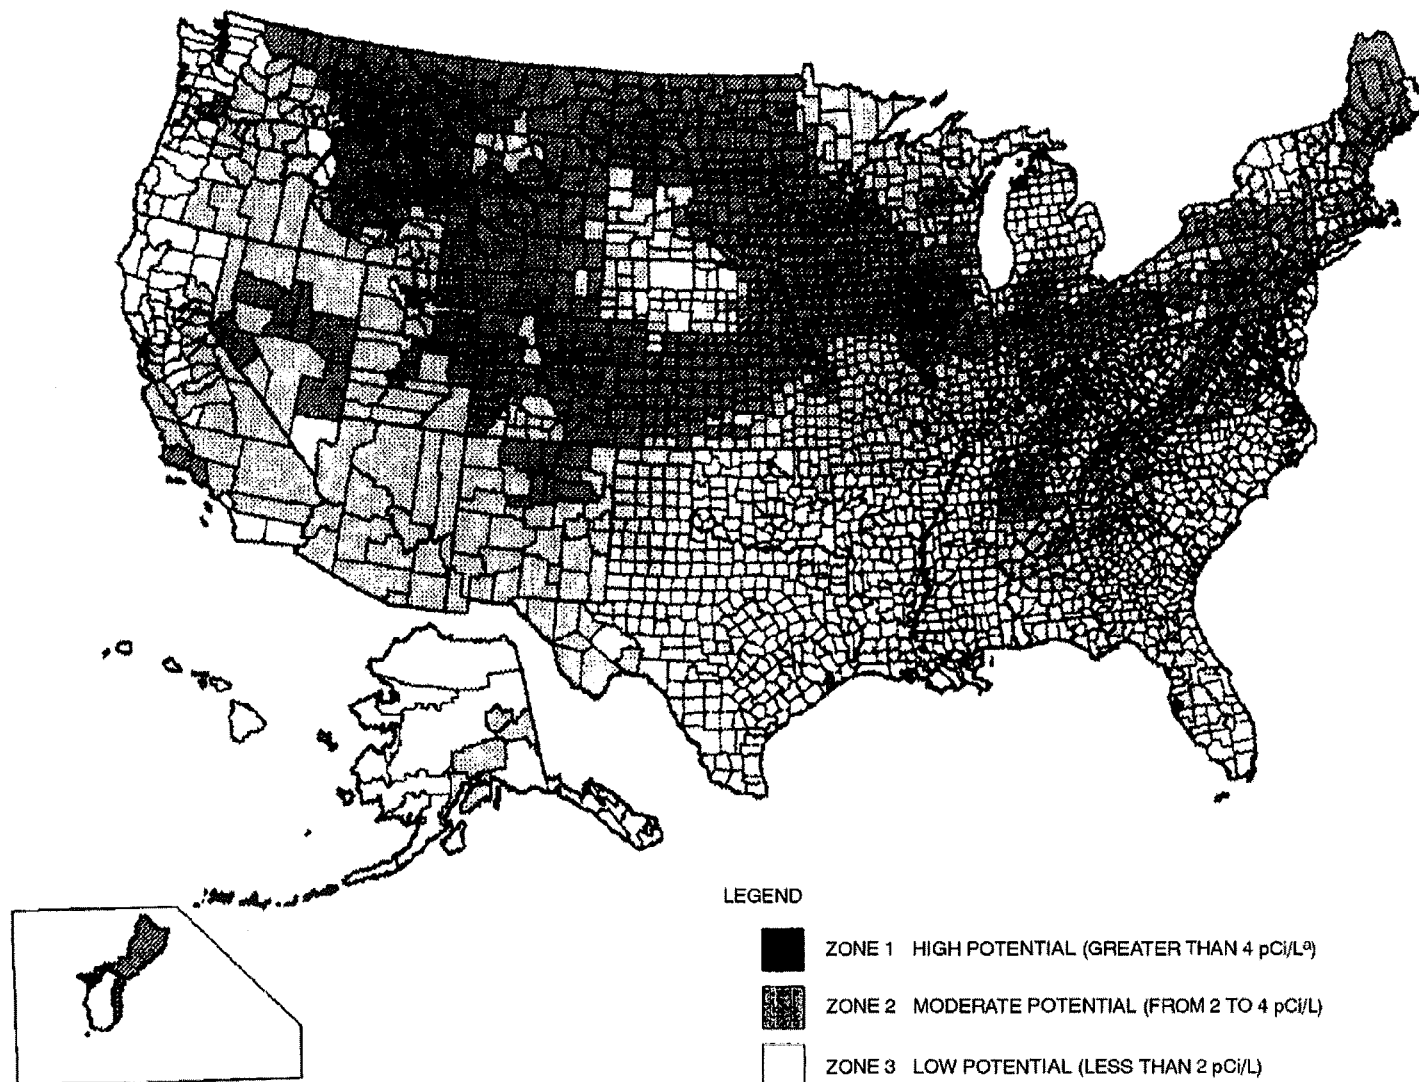 LEGEND
ZONE 1 HIGH POTENTIAL (GREATER THAN 4 pCi/Lª)
ZONE 2 MODERATE POTENTIAL (FROM 2 TO 4 pCi/L)
ZONE 3 LOW POTENTIAL (LESS THAN 2 pCi/L)